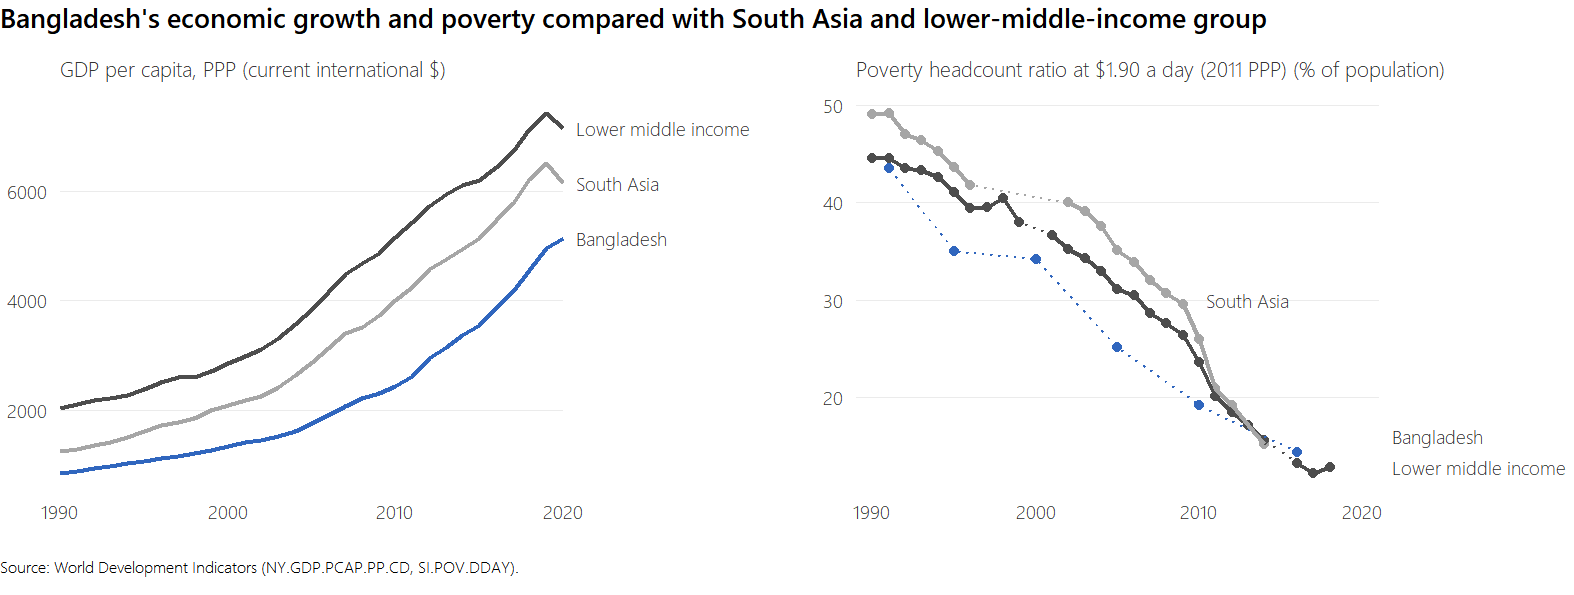 Bangladesh's economic growth and poverty compared with South Asia and lower-middle-income group
GDP per capita, PPP (current international $)
Lower middle income
South Asia
Bangladesh
6000
4000
2000
1990
2000
2010
2020
Poverty headcount ratio at $1.90 a day (2011 PPP) (% of population)
50
40
30
20
South Asia
Bangladesh
Lower middle income
1990
2000
2010
2020
Source: World Development Indicators (NY.GDP.PCAP.PP.CD, SI.POV.DDAY).